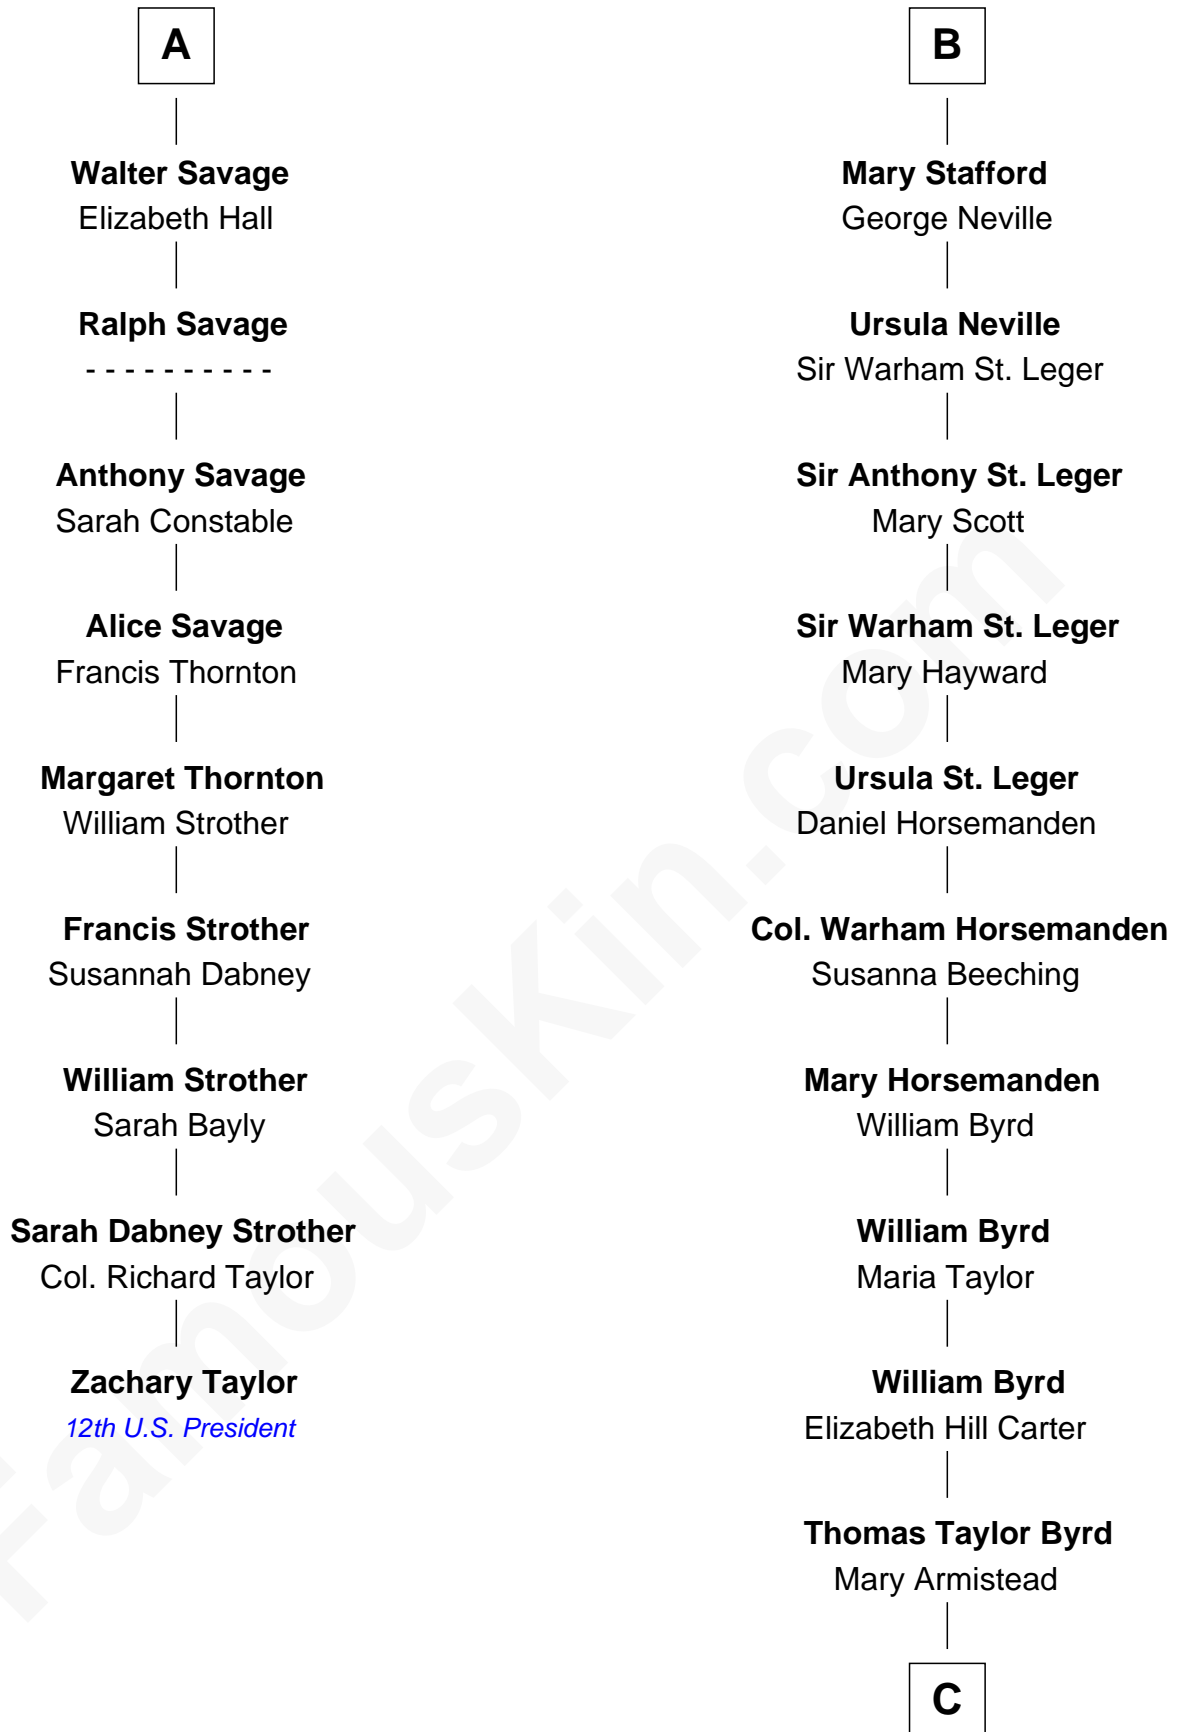 A
Walter Savage
Elizabeth Hall
Ralph Savage
- - - - - - - - - -
Anthony Savage
Sarah Constable
Alice Savage
Francis Thornton
Margaret Thornton
William Strother
Francis Strother
Susannah Dabney
William Strother
Sarah Bayly
Sarah Dabney Strother
Col. Richard Taylor
Zachary Taylor
12th U.S. President
B
Mary Stafford
George Neville
Ursula Neville
Sir Warham St. Leger
Sir Anthony St. Leger
Mary Scott
Sir Warham St. Leger
Mary Hayward
Ursula St. Leger
Daniel Horsemanden
Col. Warham Horsemanden
Susanna Beeching
Mary Horsemanden
William Byrd
William Byrd
Maria Taylor
William Byrd
Elizabeth Hill Carter
Thomas Taylor Byrd
Mary Armistead
C
FamousKin.com